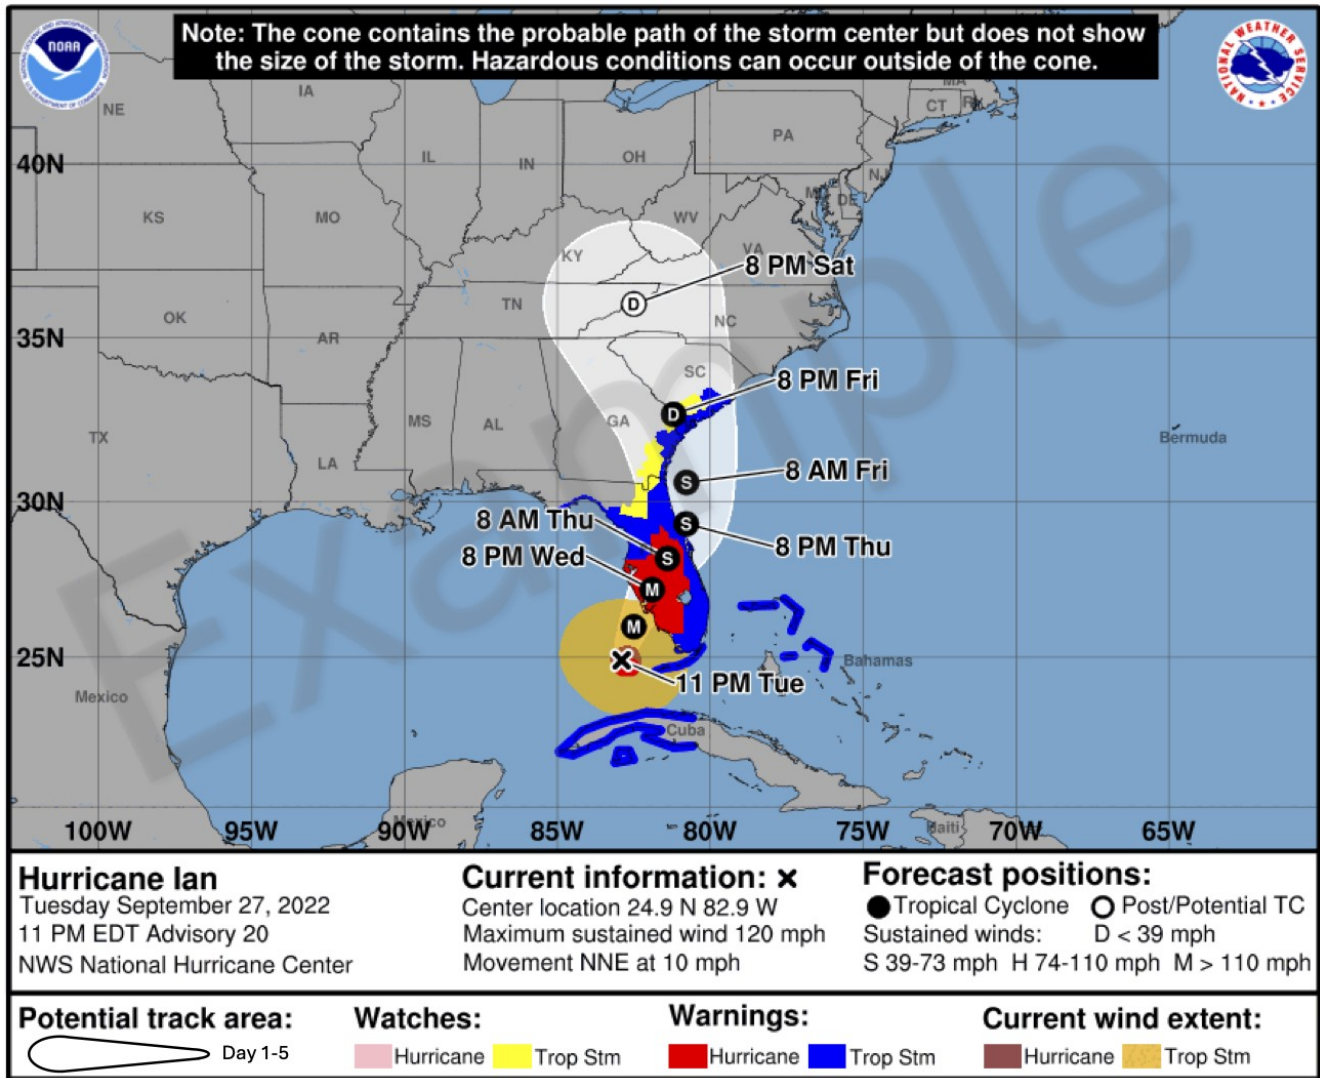 Note: The cone contains the probable path of the storm center but does not show
the size of the storm. Hazardous conditions can occur outside of the cone.
NOAA
NATIONAL WEATHER SERVICE
NE
IA
MA
CT
RI
PA
40N
IL
IN
OH
NJ
DE
KS
MO
WV
KY
VA
8 PM Sat
D
TN
NC
OK
AR
35N
SC
8 PM Fri
D
MS
AL
GA
TX
Bermuda
LA
8 AM Fri
S
30N
8 AM Thu
S
8 PM Thu
8 PM Wed
S
M
M
25N
Bahamas
11 PM Tue
Mexico
Cuba
Mexico
Haiti
100W 95W 90W 85W 80W 75W 70W 65W
Example
Hurricane Ian
Tuesday September 27, 2022
11 PM EDT Advisory 20
NWS National Hurricane Center
Current information: x
Center location 24.9 N 82.9 W
Maximum sustained wind 120 mph
Movement NNE at 10 mph
Forecast positions:
Tropical Cyclone Post/Potential TC
Sustained winds: D < 39 mph
S 39-73 mph H 74-110 mph M > 110 mph
Potential track area:
Day 1-5
Watches:
Hurricane Trop Stm
Warnings:
Hurricane Trop Stm
Current wind extent:
Hurricane Trop Stm